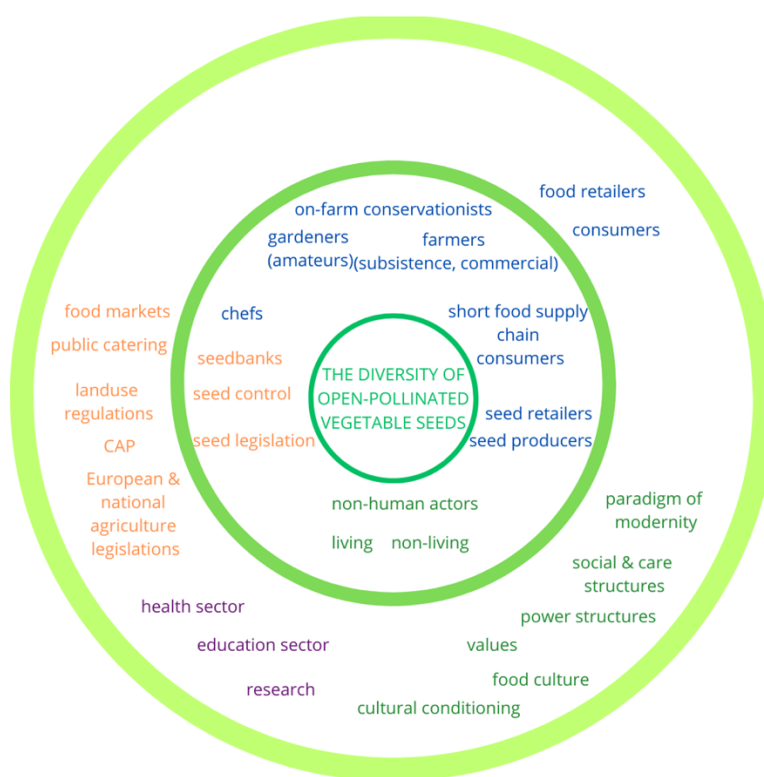 food retailers
on-farm conservationists
consumers
gardeners
(amateurs)
farmers
(subsistence, commercial)
food markets
public catering
landuse
regulations
CAP
European &
national
agriculture
legislations
chefs
seedbanks
seed control
seed legislation
short food supply
chain
consumers
seed retailers
seed producers
THE DIVERSITY OF
OPEN-POLLINATED
VEGETABLE SEEDS
non-human actors
living non-living
paradigm of
modernity
social & care
structures
power structures
values
food culture
cultural conditioning
health sector
education sector
research